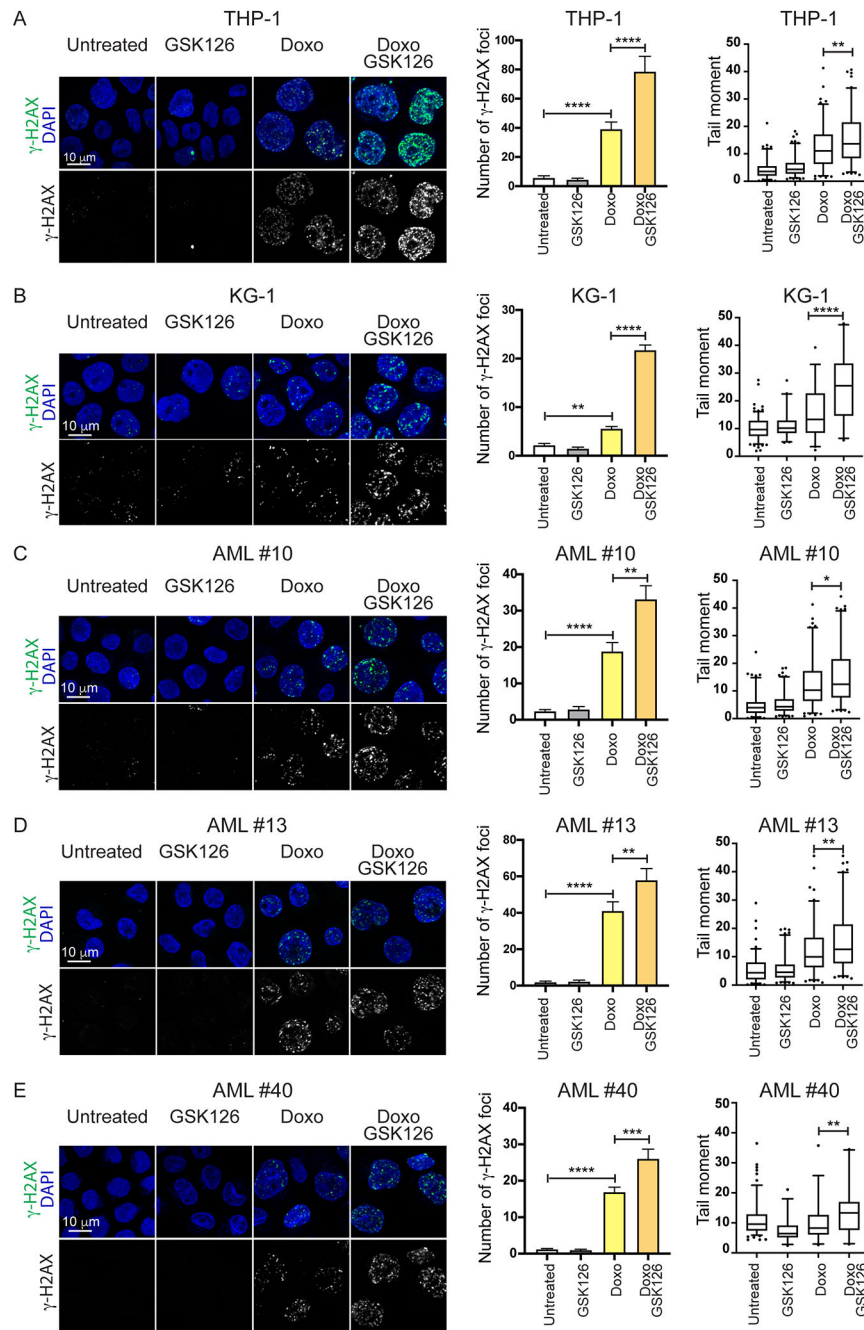 A
THP-1
Untreated
GSK126
Doxo
Doxo
GSK126
γ-H2AX
DAPI
10 µm
γ-H2AX
THP-1
Number of γ-H2AX foci
100
80
60
40
20
0
****
****
Untreated
GSK126
Doxo
Doxo
GSK126
THP-1
Tail moment
50
40
30
20
10
0
**
Untreated
GSK126
Doxo
Doxo
GSK126
B
KG-1
Untreated
GSK126
Doxo
Doxo
GSK126
γ-H2AX
DAPI
10 µm
γ-H2AX
KG-1
Number of γ-H2AX foci
30
20
10
0
**
****
Untreated
GSK126
Doxo
Doxo
GSK126
KG-1
Tail moment
50
40
30
20
10
0
****
Untreated
GSK126
Doxo
Doxo
GSK126
C
AML #10
Untreated
GSK126
Doxo
Doxo
GSK126
γ-H2AX
DAPI
10 µm
γ-H2AX
AML #10
Number of γ-H2AX foci
40
30
20
10
0
****
**
Untreated
GSK126
Doxo
Doxo
GSK126
AML #10
Tail moment
50
40
30
20
10
0
*
Untreated
GSK126
Doxo
Doxo
GSK126
D
AML #13
Untreated
GSK126
Doxo
Doxo
GSK126
γ-H2AX
DAPI
10 µm
γ-H2AX
AML #13
Number of γ-H2AX foci
80
60
40
20
0
****
**
Untreated
GSK126
Doxo
Doxo
GSK126
AML #13
Tail moment
50
40
30
20
10
0
**
Untreated
GSK126
Doxo
Doxo
GSK126
E
AML #40
Untreated
GSK126
Doxo
Doxo
GSK126
γ-H2AX
DAPI
10 µm
γ-H2AX
AML #40
Number of γ-H2AX foci
40
30
20
10
0
****
***
Untreated
GSK126
Doxo
Doxo
GSK126
AML #40
Tail moment
50
40
30
20
10
0
**
Untreated
GSK126
Doxo
Doxo
GSK126